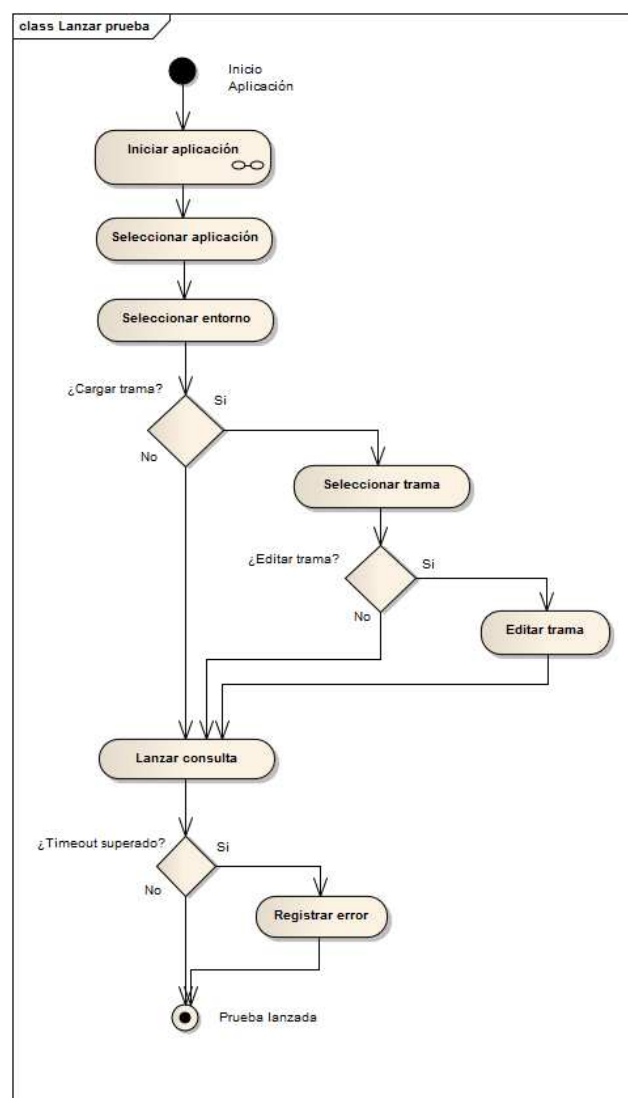 class Lanzar prueba
Inicio
Aplicación
Iniciar aplicación
Seleccionar aplicación
Seleccionar entorno
¿Cargar trama?
Si
No
Seleccionar trama
¿Editar trama?
Si
No
Editar trama
Lanzar consulta
¿Timeout superado?
Si
No
Registrar error
Prueba lanzada